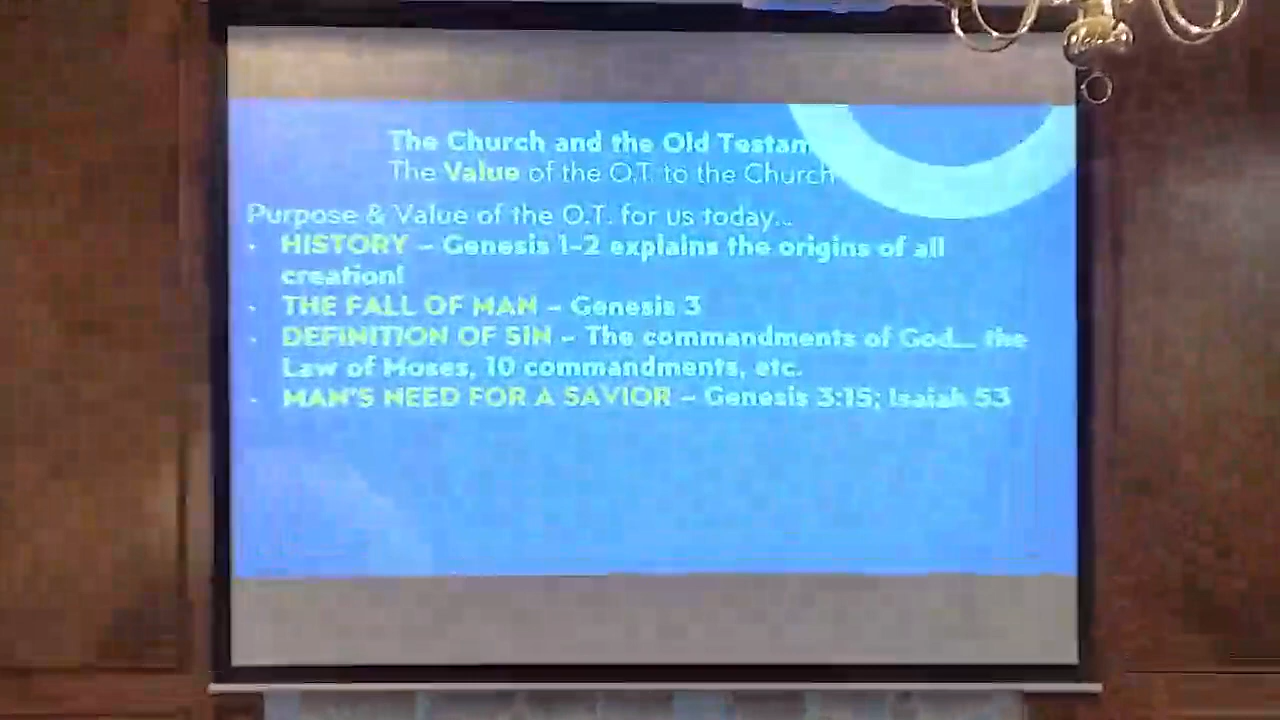 The Church and the Old Testam
The Value of the O.T. to the Church
Purpose & Value of the O.T. for us today...
• HISTORY – Genesis 1-2 explains the origins of all
creation!
• THE FALL OF MAN – Genesis 3
• DEFINITION OF SIN – The commandments of God... the
Law of Moses, 10 commandments, etc.
• MAN'S NEED FOR A SAVIOR – Genesis 3:15; Isaiah 53